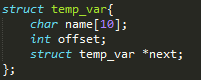 struct temp_var{
    char name[10];
    int offset;
    struct temp_var *next;
};